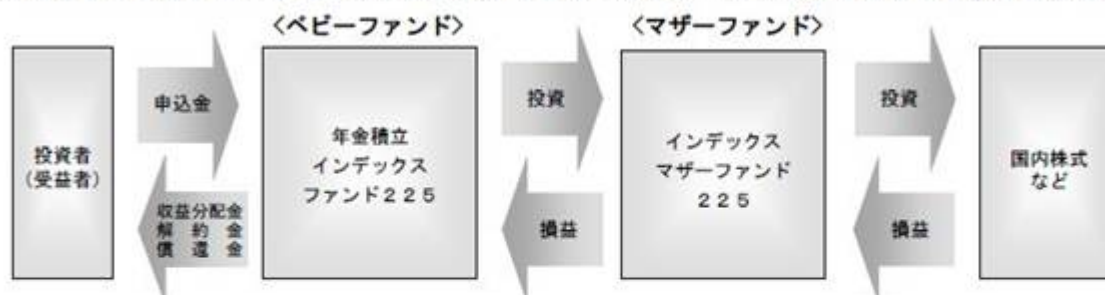 <ベビーファンド>
<マザーファンド>
投資者
(受益者)
申込金
収益分配金
解約金
償還金
年金積立
インデックス
ファンド225
投資
損益
インデックス
マザーファンド
225
投資
損益
国内株式
など